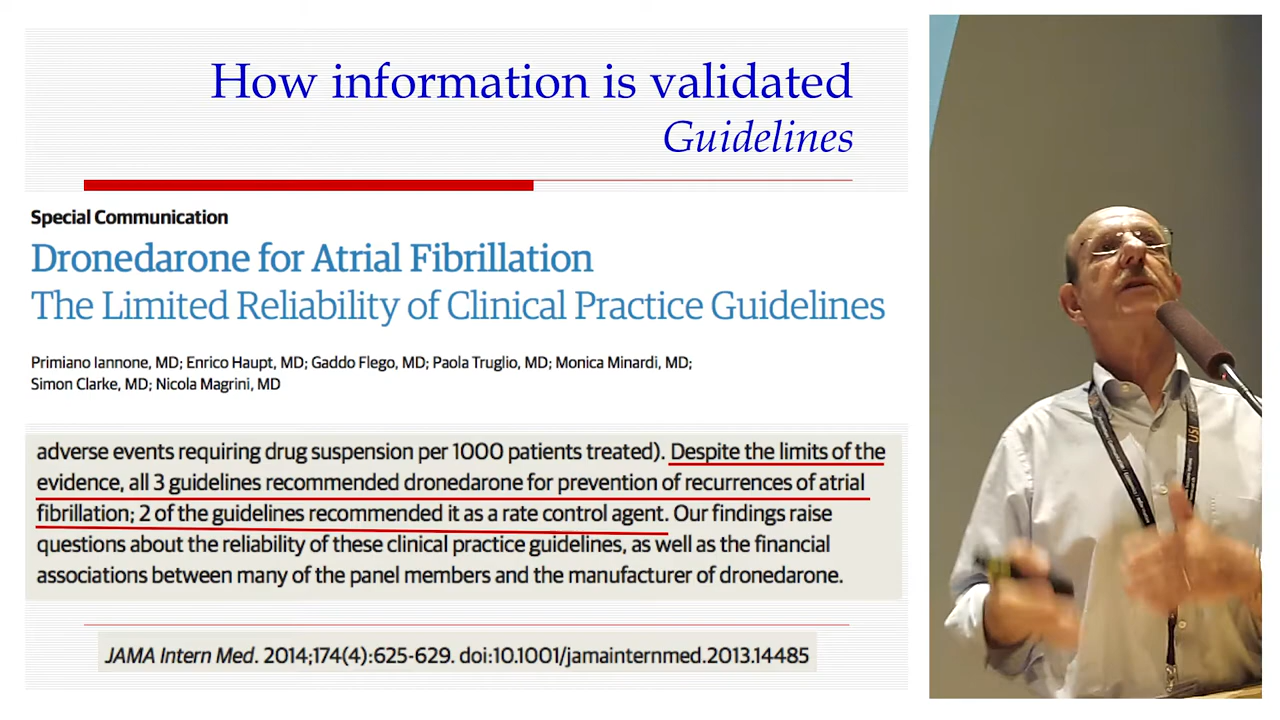 How information is validated
Guidelines
Special Communication
Dronedarone for Atrial Fibrillation
The Limited Reliability of Clinical Practice Guidelines
Primiano Iannone, MD; Enrico Haupt, MD; Gaddo Flego, MD; Paola Truglio, MD; Monica Minardi, MD;
Simon Clarke, MD; Nicola Magrini, MD
adverse events requiring drug suspension per 1000 patients treated). Despite the limits of the
evidence, all 3 guidelines recommended dronedarone for prevention of recurrences of atrial
fibrillation; 2 of the guidelines recommended it as a rate control agent. Our findings raise
questions about the reliability of these clinical practice guidelines, as well as the financial
associations between many of the panel members and the manufacturer of dronedarone.
JAMA Intern Med. 2014;174(4):625-629. doi:10.1001/jamainternmed.2013.14485
USI